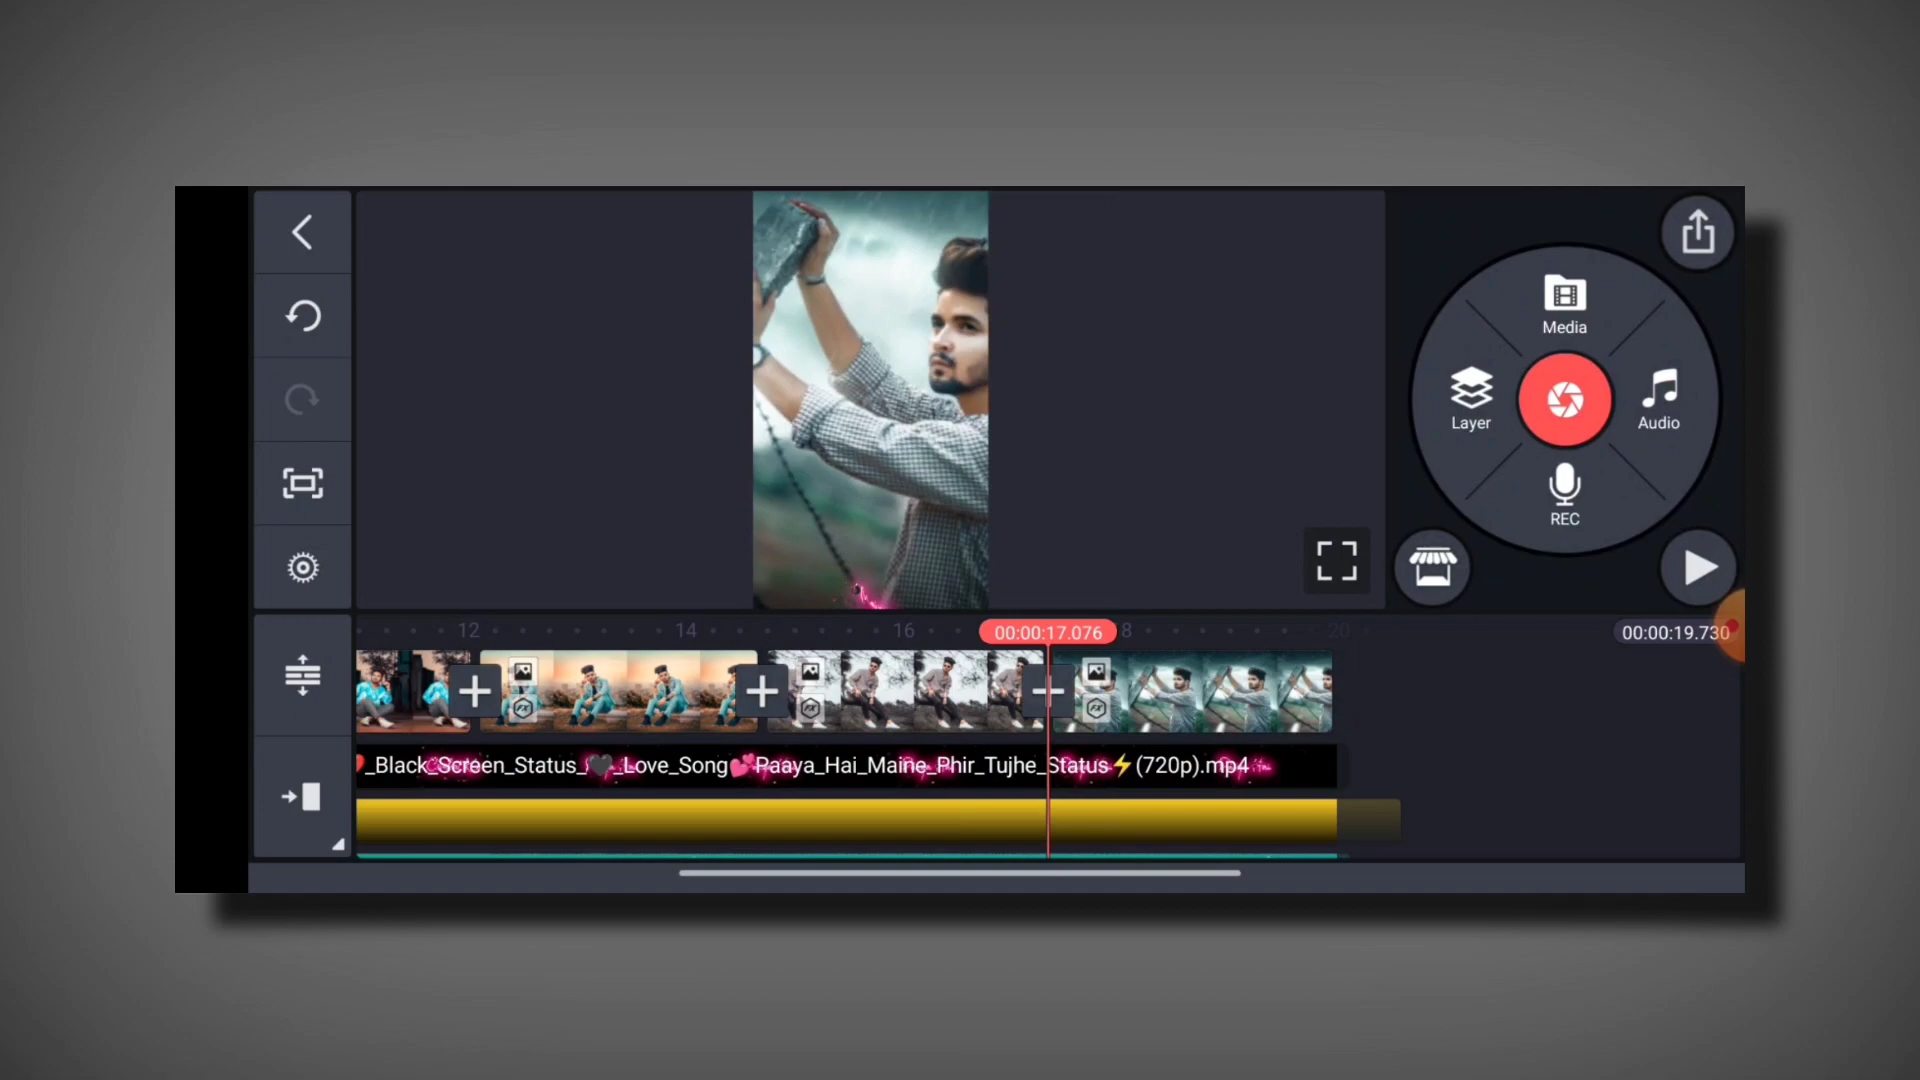 Media
Layer
Audio
REC
12
14
16
00:00:17.076
8
20
00:00:19.730
_Black_Screen_Status_🖤_Love_Song💕Paaya_Hai_Maine_Phir_Tujhe_Status⚡(720p).mp4